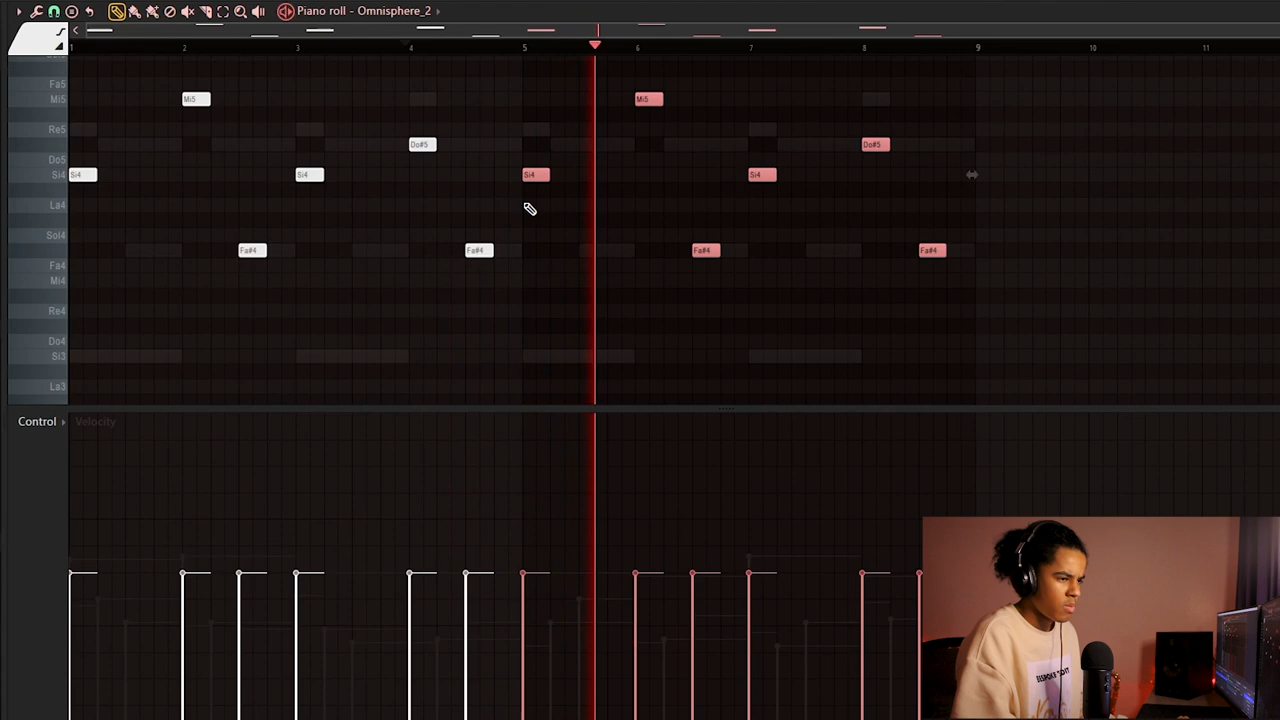 Piano roll - Omnisphere_2
1 2 3 4 5 6 7 8 9 10 11
Fa5
Mi5 Mi5 Mi5
Re5
Do#5 Do#5
Do5
Si4 Si4 Si4 Si4 Si4
La4
Sol4
Fa#4 Fa#4 Fa#4 Fa#4
Fa4
Mi4
Re4
Do4
Si3
La3
Control Velocity